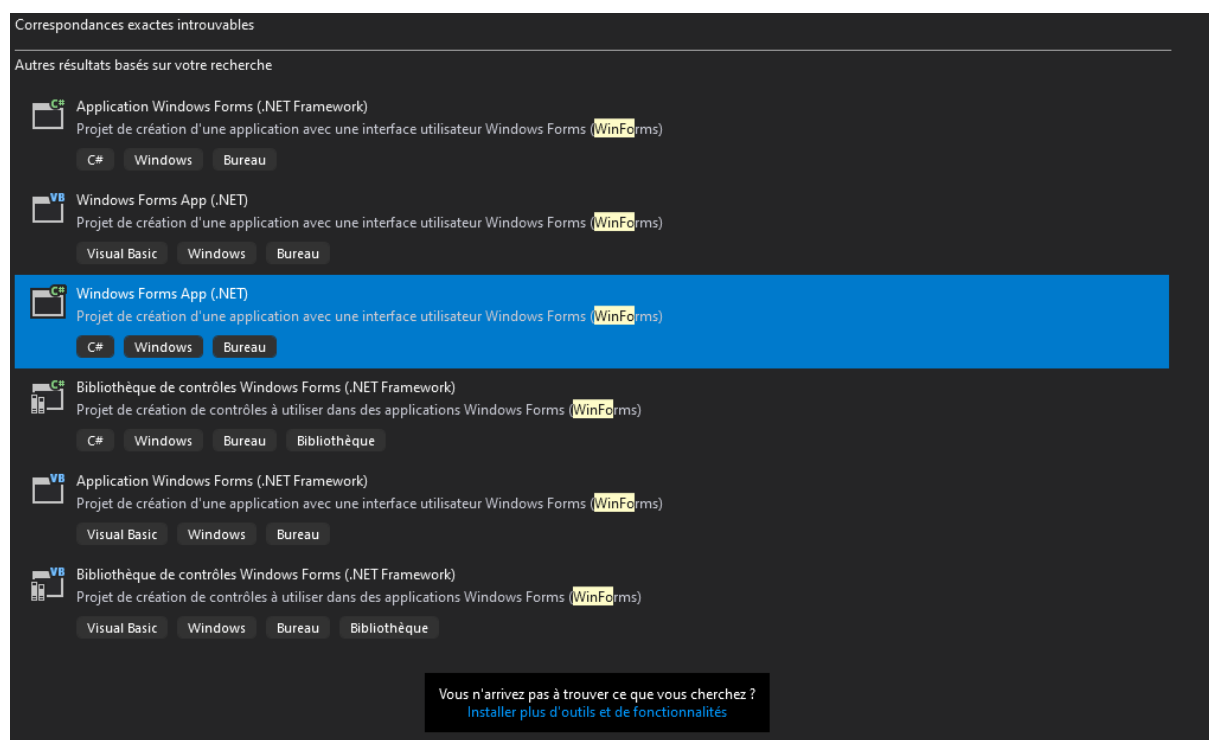 Correspondances exactes introuvables
Autres résultats basés sur votre recherche
C#
Application Windows Forms (.NET Framework)
Projet de création d'une application avec une interface utilisateur Windows Forms (WinForms)
C# Windows Bureau
VB
Windows Forms App (.NET)
Projet de création d'une application avec une interface utilisateur Windows Forms (WinForms)
Visual Basic Windows Bureau
C#
Windows Forms App (.NET)
Projet de création d'une application avec une interface utilisateur Windows Forms (WinForms)
C# Windows Bureau
C#
Bibliothèque de contrôles Windows Forms (.NET Framework)
Projet de création de contrôles à utiliser dans des applications Windows Forms (WinForms)
C# Windows Bureau Bibliothèque
VB
Application Windows Forms (.NET Framework)
Projet de création d'une application avec une interface utilisateur Windows Forms (WinForms)
Visual Basic Windows Bureau
VB
Bibliothèque de contrôles Windows Forms (.NET Framework)
Projet de création de contrôles à utiliser dans des applications Windows Forms (WinForms)
Visual Basic Windows Bureau Bibliothèque
Vous n'arrivez pas à trouver ce que vous cherchez ?
Installer plus d'outils et de fonctionnalités